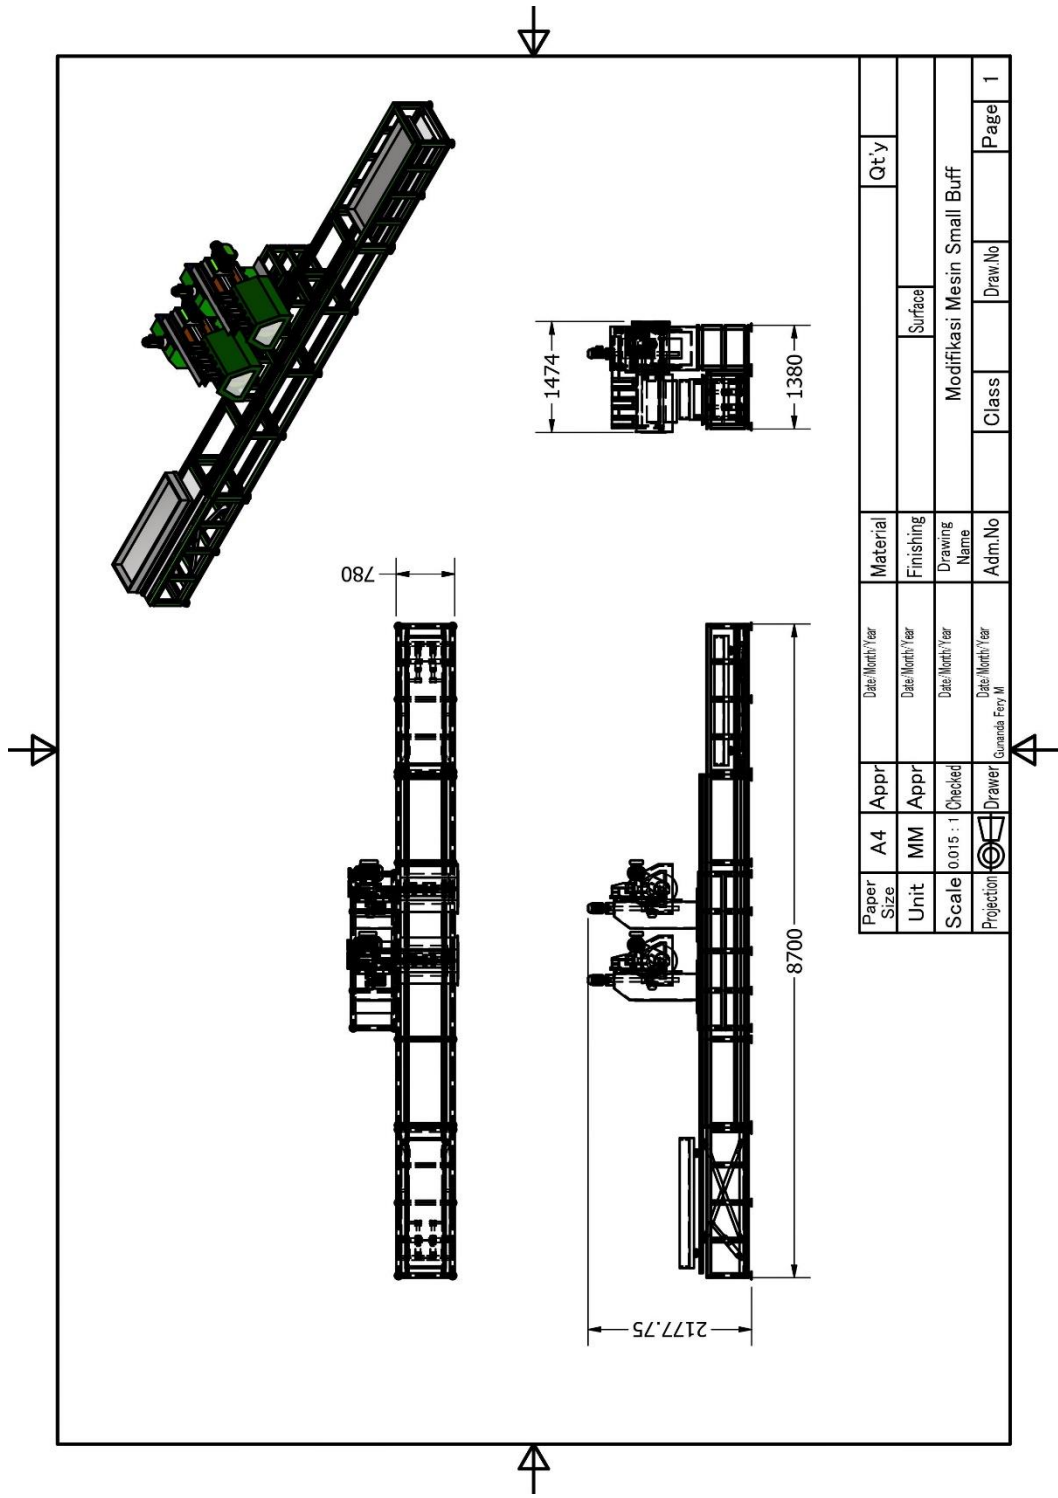 780
1474
1380
8700
2177.75
Paper Size
A4
Appr
Date/Month/Year
Material
Qt'y
Unit
MM
Appr
Date/Month/Year
Finishing
Surface
Scale
0.015 : 1
Checked
Date/Month/Year
Drawing Name
Modifikasi Mesin Small Buff
Projection
Drawer
Date/Month/Year
Gunanda Fery M
Adm.No
Class
Draw.No
Page
1